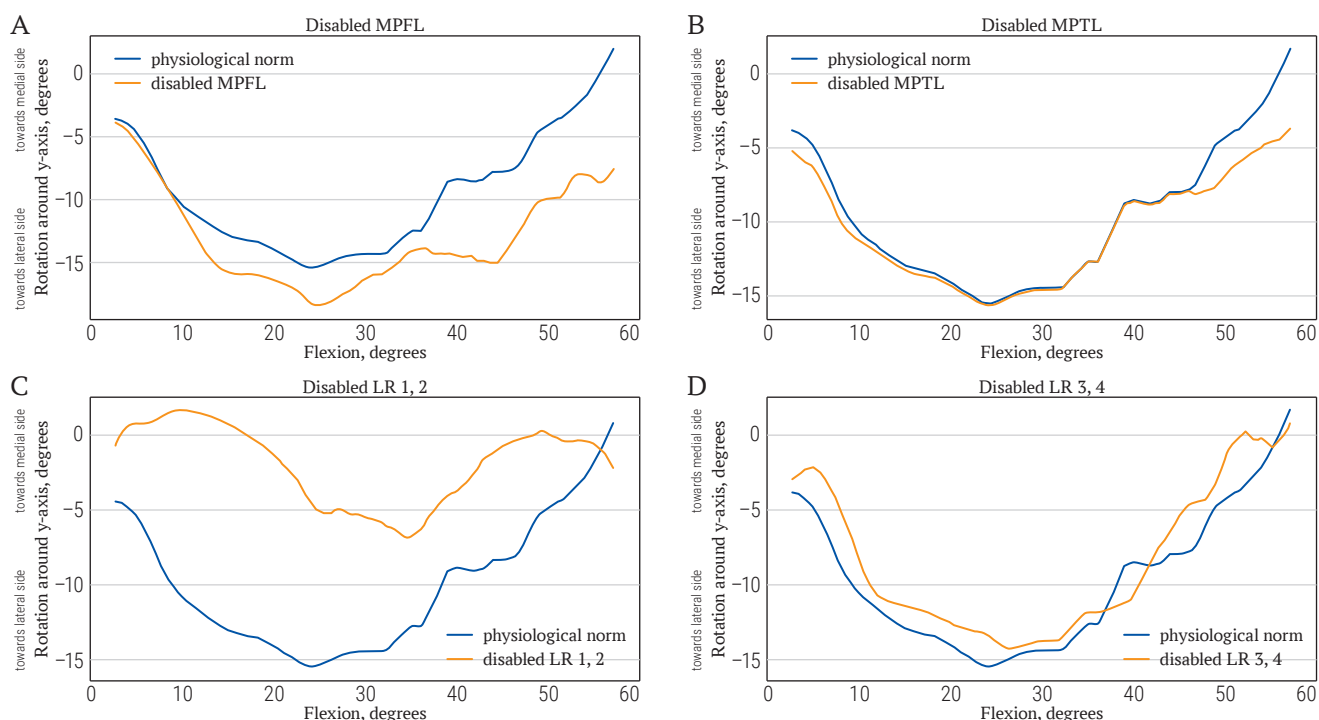 A
Disabled MPFL
towards medial side
towards lateral side
Rotation around y-axis, degrees
physiological norm
disabled MPFL
0
−5
−10
−15
0 10 20 30 40 50 60
Flexion, degrees
B
Disabled MPTL
towards medial side
towards lateral side
Rotation around y-axis, degrees
physiological norm
disabled MPTL
0
−5
−10
−15
0 10 20 30 40 50 60
Flexion, degrees
C
Disabled LR 1, 2
towards medial side
towards lateral side
Rotation around y-axis, degrees
0
−5
−10
−15
physiological norm
disabled LR 1, 2
0 10 20 30 40 50 60
Flexion, degrees
D
Disabled LR 3, 4
towards medial side
towards lateral side
Rotation around y-axis, degrees
0
−5
−10
−15
physiological norm
disabled LR 3, 4
0 10 20 30 40 50 60
Flexion, degrees